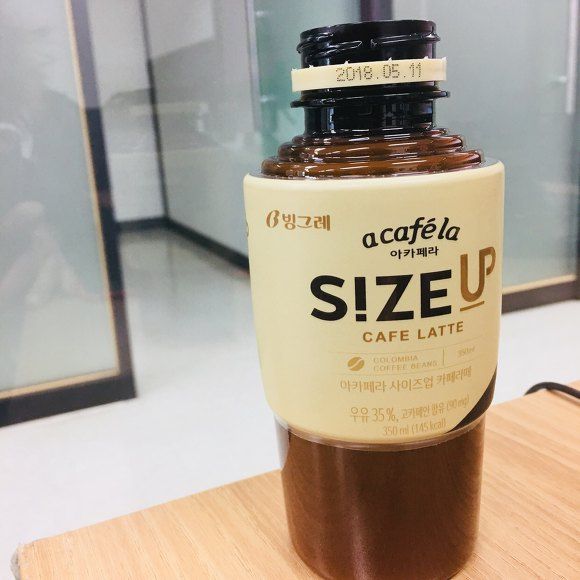 2018.05.11
빙그레
acaféla
아카페라
S!ZE UP
CAFE LATTE
COLOMBIA
COFFEE BEANS
350ml
아카페라 사이즈업 카페라떼
우유 35%, 고카페인 함유 (90mg)
350 ml (145 kcal)